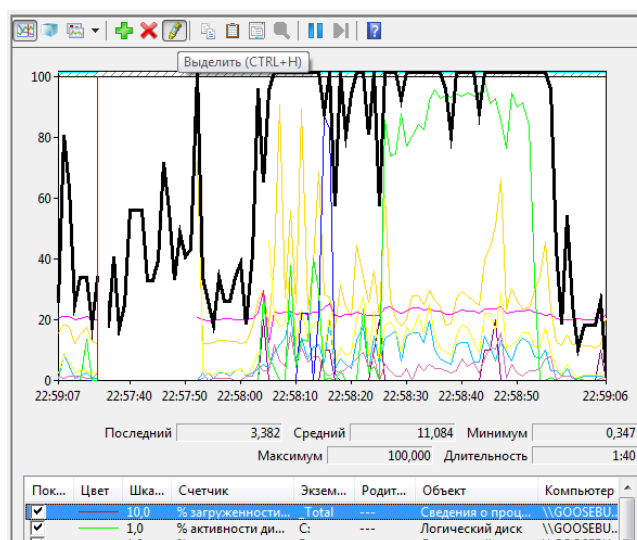 Выделить (CTRL+H)
100
80
60
40
20
0
22:59:07 22:57:40 22:57:50 22:58:00 22:58:10 22:58:20 22:58:30 22:58:40 22:58:50 22:59:06
Последний 3,382 Средний 11,084 Минимум 0,347
Максимум 100,000 Длительность 1:40
Пок... Цвет Шка... Счетчик Экзем... Родит... Объект Компьютер
10,0 % загруженности... _Total --- Сведения о проц... \\GOOSEBU...
1,0 % активности ди... C: --- Логический диск \\GOOSEBU...